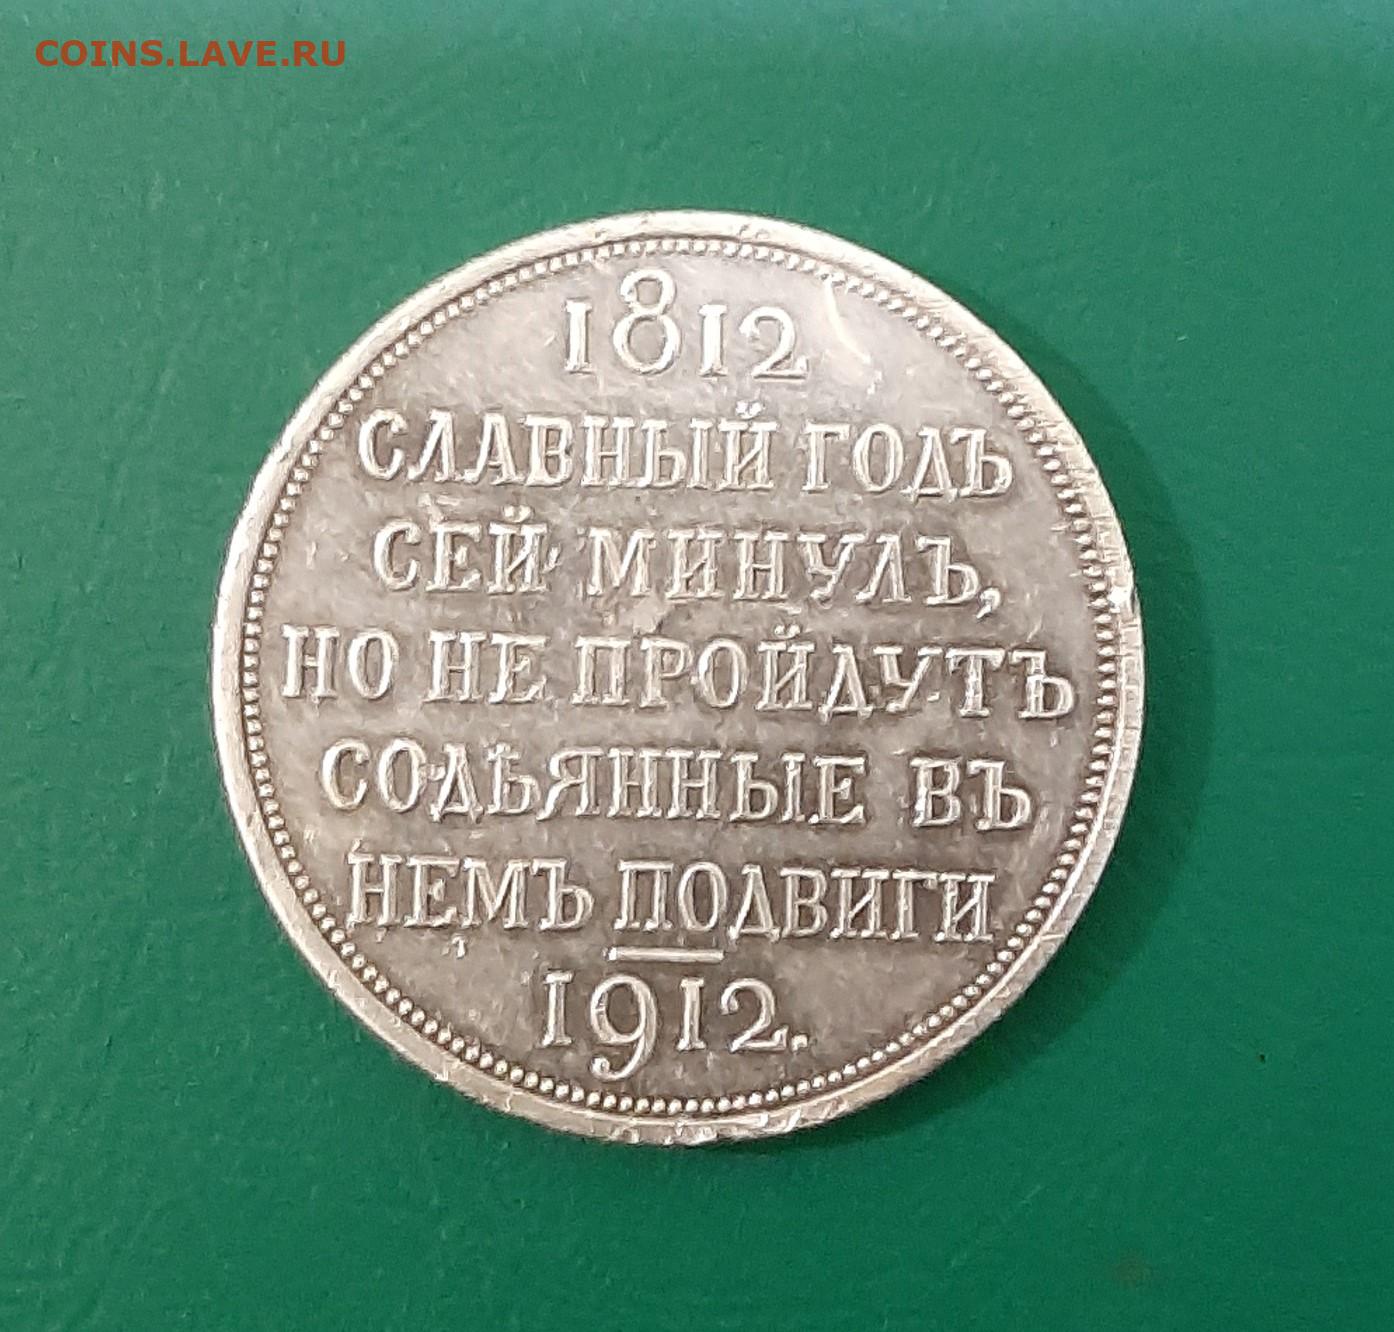 COINS.LAVE.RU
1812
СЛАВНЫЙ ГОДЪ
СЕЙ МИНУЛЪ,
НО НЕ ПРОЙДУТЪ
СОДѢЯННЫЕ ВЪ
НЕМЪ ПОДВИГИ
1912.